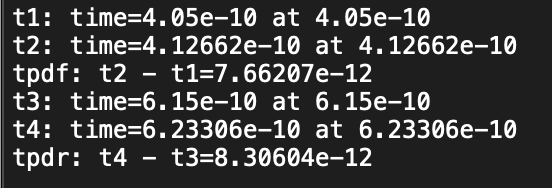 t1: time=4.05e-10 at 4.05e-10
t2: time=4.12662e-10 at 4.12662e-10
tpdf: t2 - t1=7.66207e-12
t3: time=6.15e-10 at 6.15e-10
t4: time=6.23306e-10 at 6.23306e-10
tpdr: t4 - t3=8.30604e-12